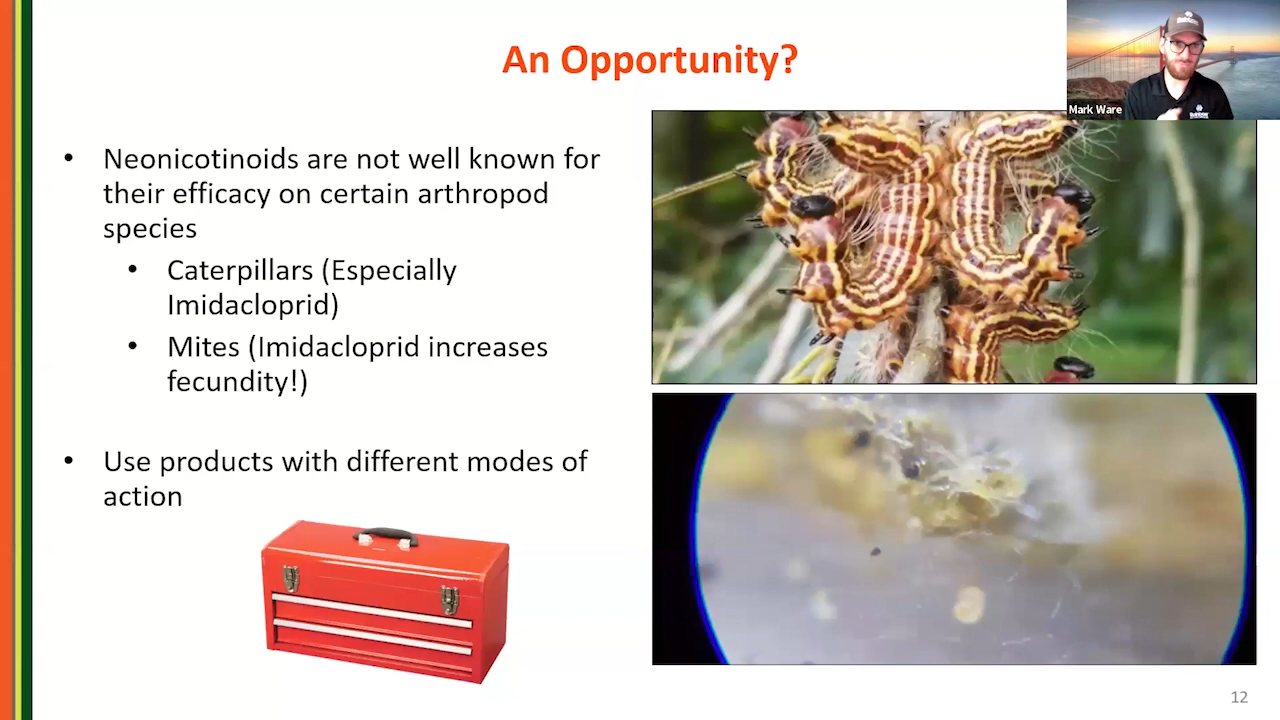 An Opportunity?
Mark Ware
• Neonicotinoids are not well known for
their efficacy on certain arthropod
species
• Caterpillars (Especially
Imidacloprid)
• Mites (Imidacloprid increases
fecundity!)
• Use products with different modes of
action
12